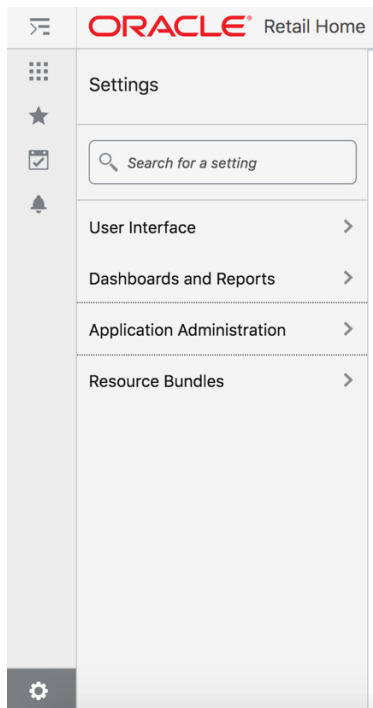 ORACLE® Retail Home
Settings
Search for a setting
User Interface
Dashboards and Reports
Application Administration
Resource Bundles